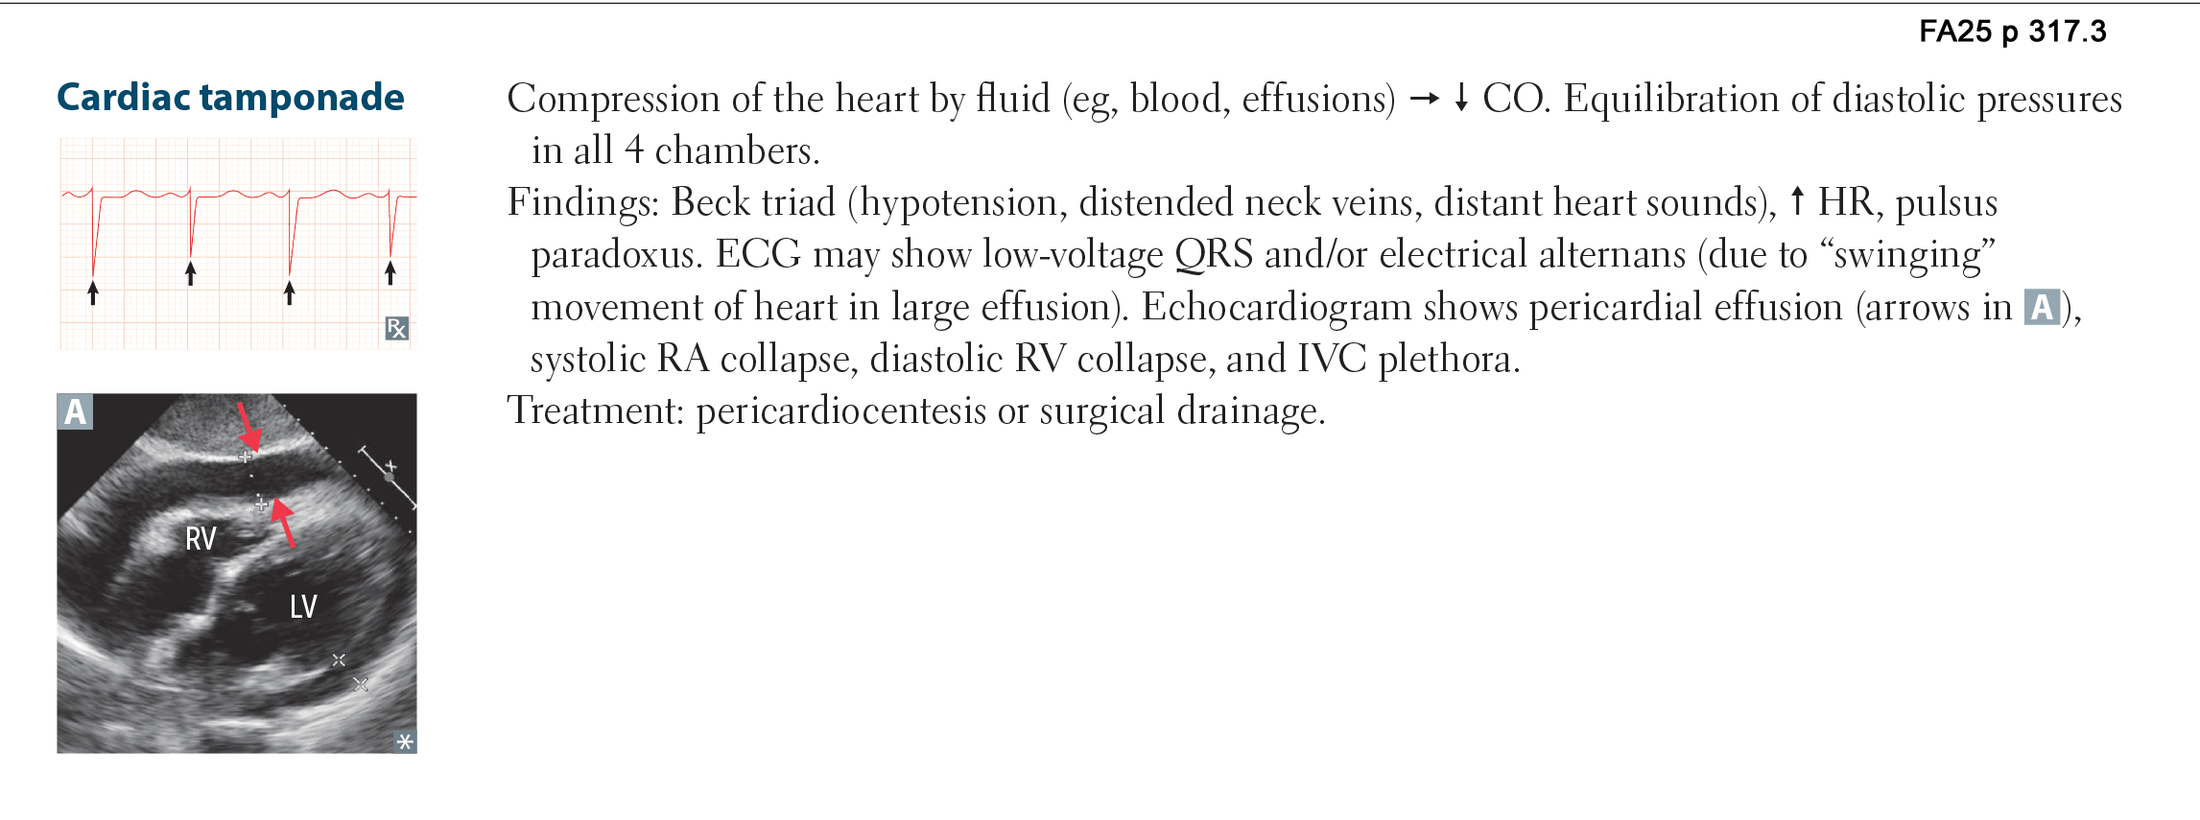 FA25 p 317.3
Cardiac tamponade
Compression of the heart by fluid (eg, blood, effusions) → ↓ CO. Equilibration of diastolic pressures
in all 4 chambers.
Findings: Beck triad (hypotension, distended neck veins, distant heart sounds), ↑ HR, pulsus
paradoxus. ECG may show low-voltage QRS and/or electrical alternans (due to “swinging”
movement of heart in large effusion). Echocardiogram shows pericardial effusion (arrows in A),
systolic RA collapse, diastolic RV collapse, and IVC plethora.
Treatment: pericardiocentesis or surgical drainage.
Rx
A
RV
LV
*